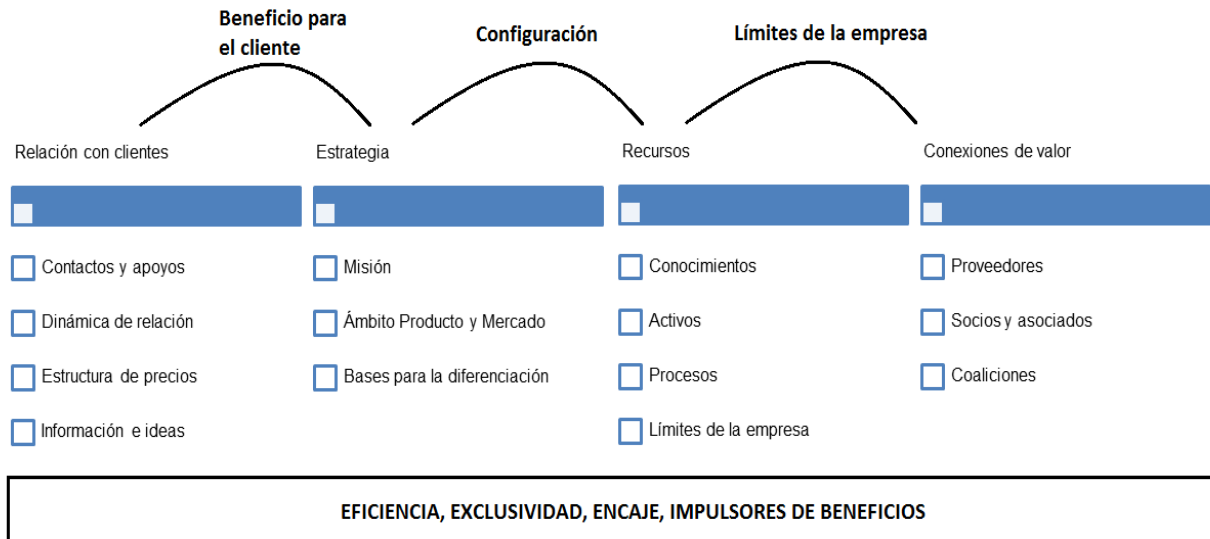 Beneficio para
el cliente
Configuración
Límites de la empresa
Relación con clientes
Estrategia
Recursos
Conexiones de valor
Contactos y apoyos
Misión
Conocimientos
Proveedores
Dinámica de relación
Ámbito Producto y Mercado
Activos
Socios y asociados
Estructura de precios
Bases para la diferenciación
Procesos
Coaliciones
Información e ideas
Límites de la empresa
EFICIENCIA, EXCLUSIVIDAD, ENCAJE, IMPULSORES DE BENEFICIOS